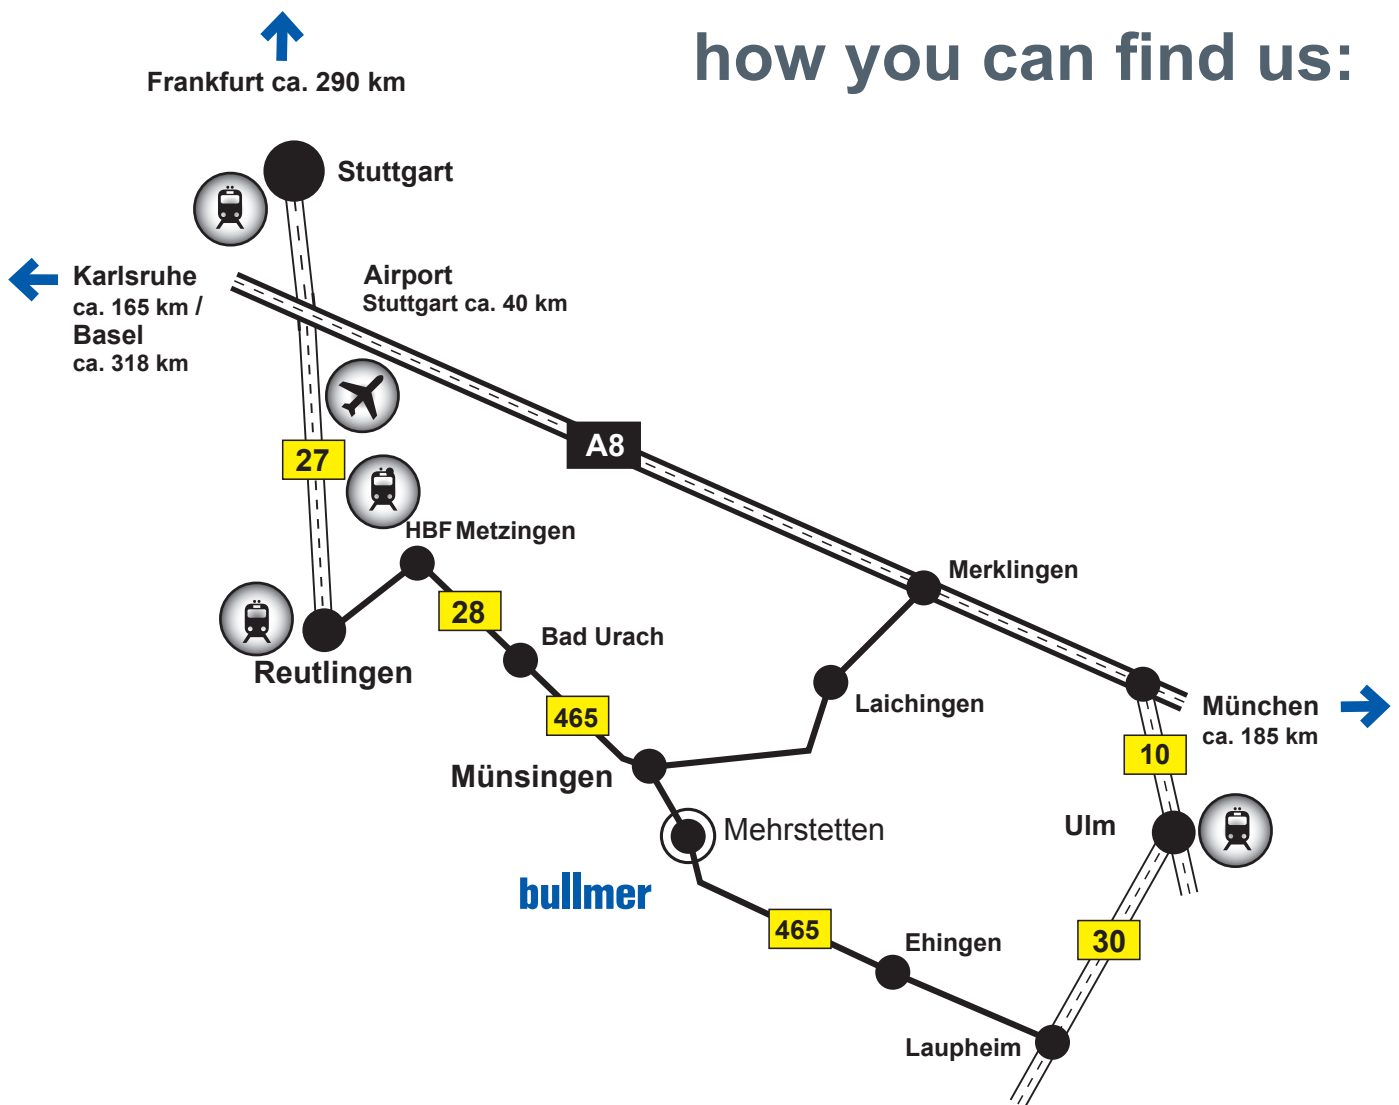 how you can find us:
Frankfurt ca. 290 km
Stuttgart
Karlsruhe
ca. 165 km /
Basel
ca. 318 km
Airport
Stuttgart ca. 40 km
A8
27
HBF Metzingen
Merklingen
28
Bad Urach
Reutlingen
465
Laichingen
München
ca. 185 km
10
Münsingen
Mehrstetten
Ulm
bullmer
465
Ehingen
30
Laupheim